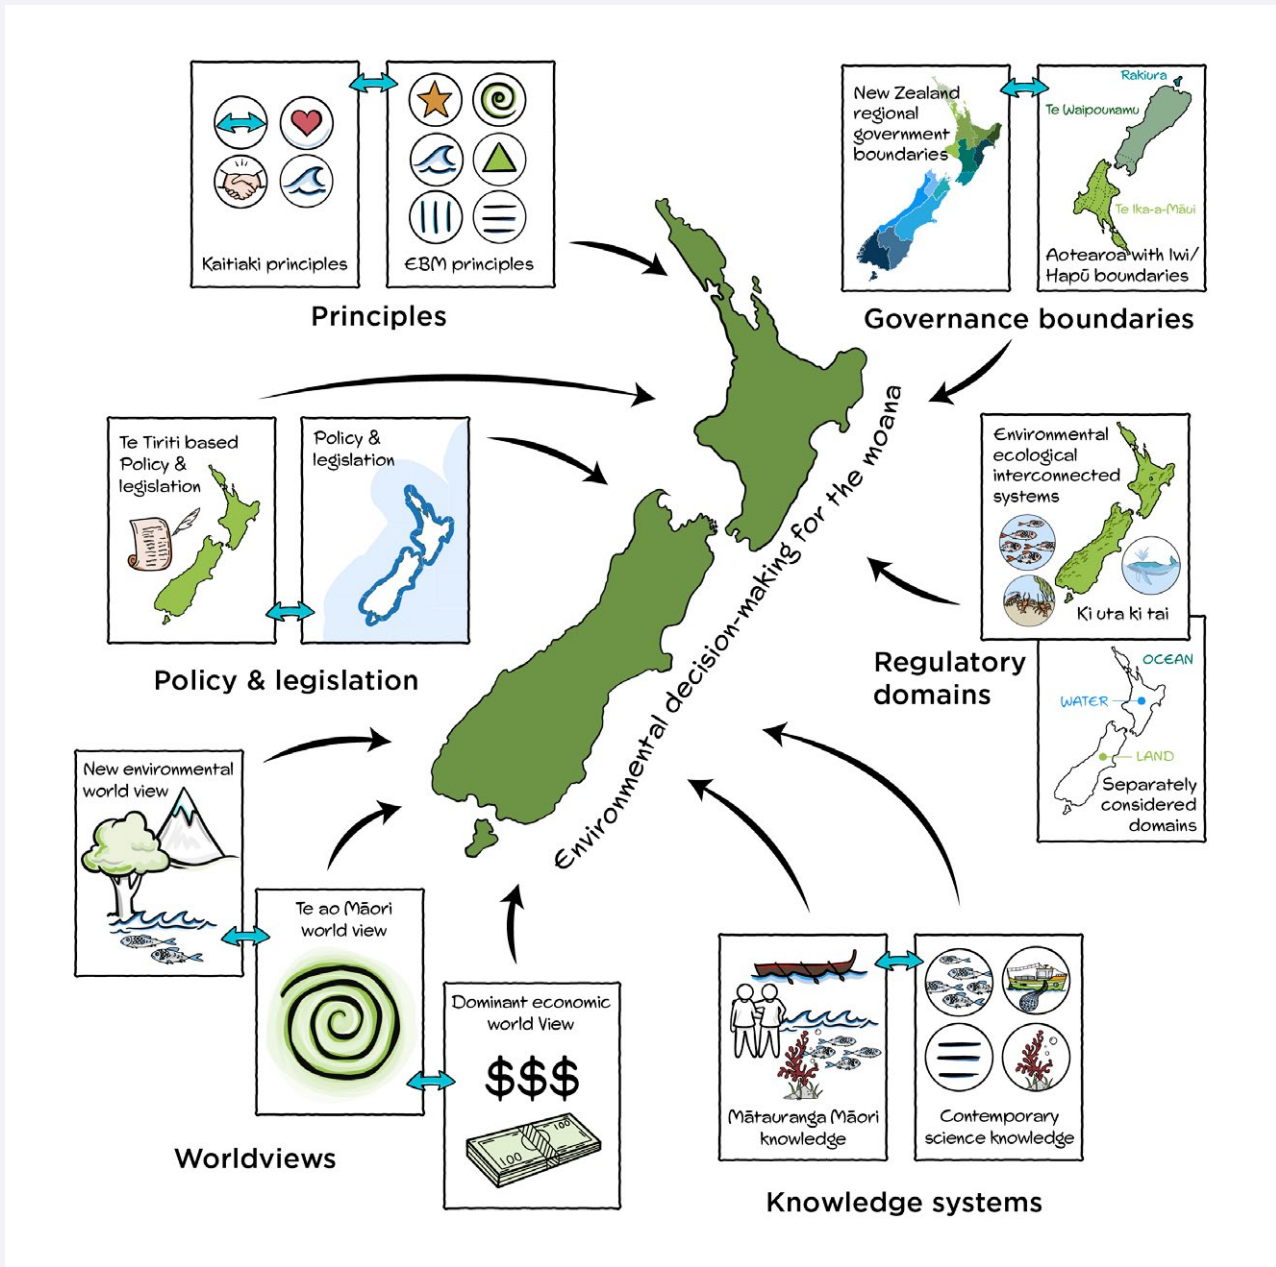 Kaitiaki principles
EBM principles
Principles
New Zealand
regional
government
boundaries
Rakiura
Te Waipounamu
Te Ika-a-Māui
Aotearoa with Iwi/
Hapū boundaries
Governance boundaries
Te Tiriti based
Policy &
legislation
Policy &
legislation
Policy & legislation
Environmental decision-making for the moana
Environmental
ecological
interconnected
systems
Ki uta ki tai
Regulatory
domains
OCEAN
WATER
LAND
Separately
considered
domains
New environmental
world view
Te ao Māori
world view
Dominant economic
world View
$$$
100
100
Worldviews
Mātauranga Māori
knowledge
Contemporary
science knowledge
Knowledge systems